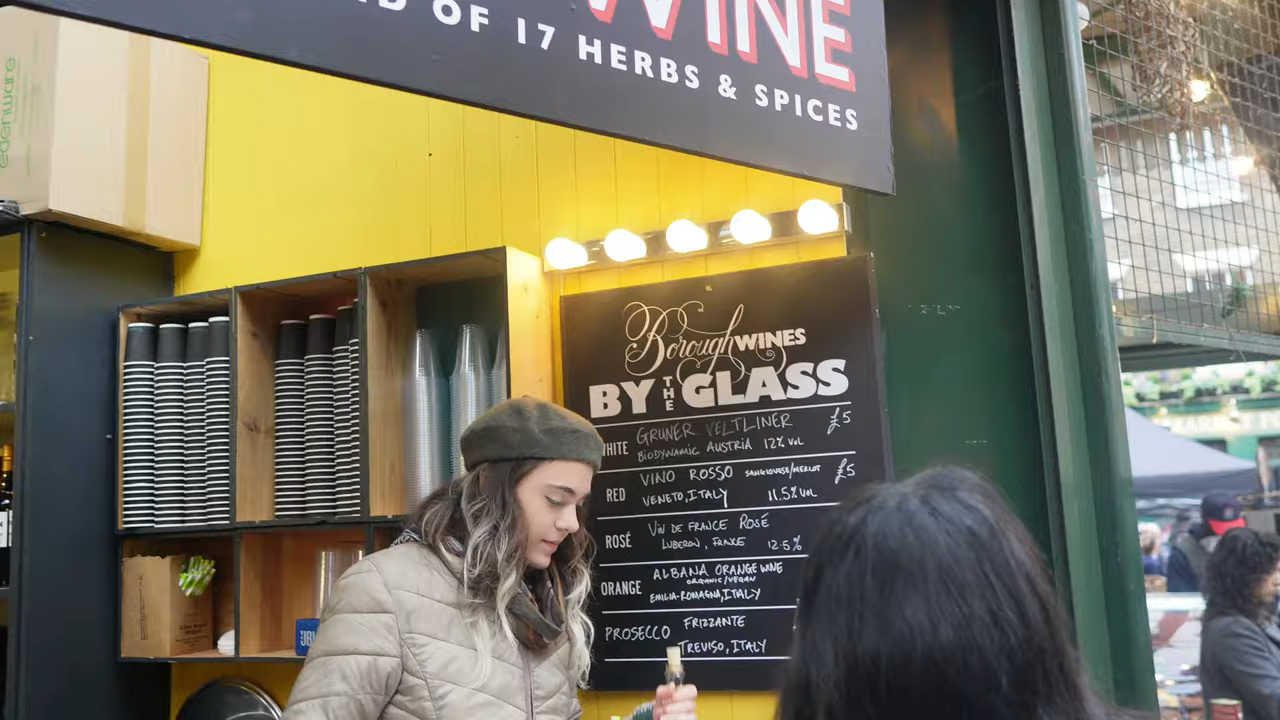 WINE
OF 17 HERBS & SPICES
edenware
Borough WINES
BY THE GLASS
WHITE GRUNER VELTLINER £5
BIODYNAMIC AUSTRIA 12% VOL
RED VINO ROSSO SANGIOVESE/MERLOT £5
VENETO, ITALY 11.5% VOL
ROSÉ VIN DE FRANCE ROSÉ
LUBERON, FRANCE 12.5%
ORANGE ALBANA ORANGE WINE
ORGANIC/VEGAN
EMILIA-ROMAGNA, ITALY
PROSECCO FRIZZANTE
TREVISO, ITALY
JBL